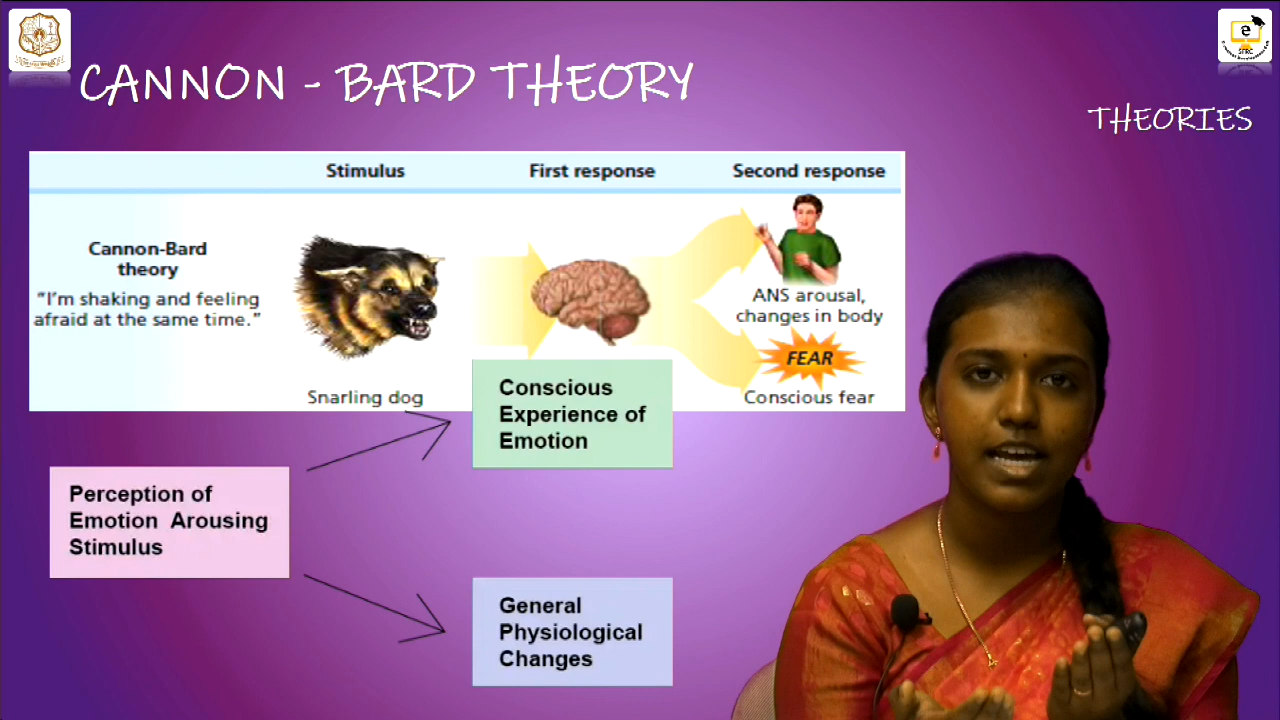 CANNON - BARD THEORY
THEORIES
Stimulus
First response
Second response
Cannon-Bard
theory
"I'm shaking and feeling
afraid at the same time."
ANS arousal,
changes in body
FEAR
Snarling dog
Conscious fear
Conscious
Experience of
Emotion
Perception of
Emotion Arousing
Stimulus
General
Physiological
Changes
e
SFRC